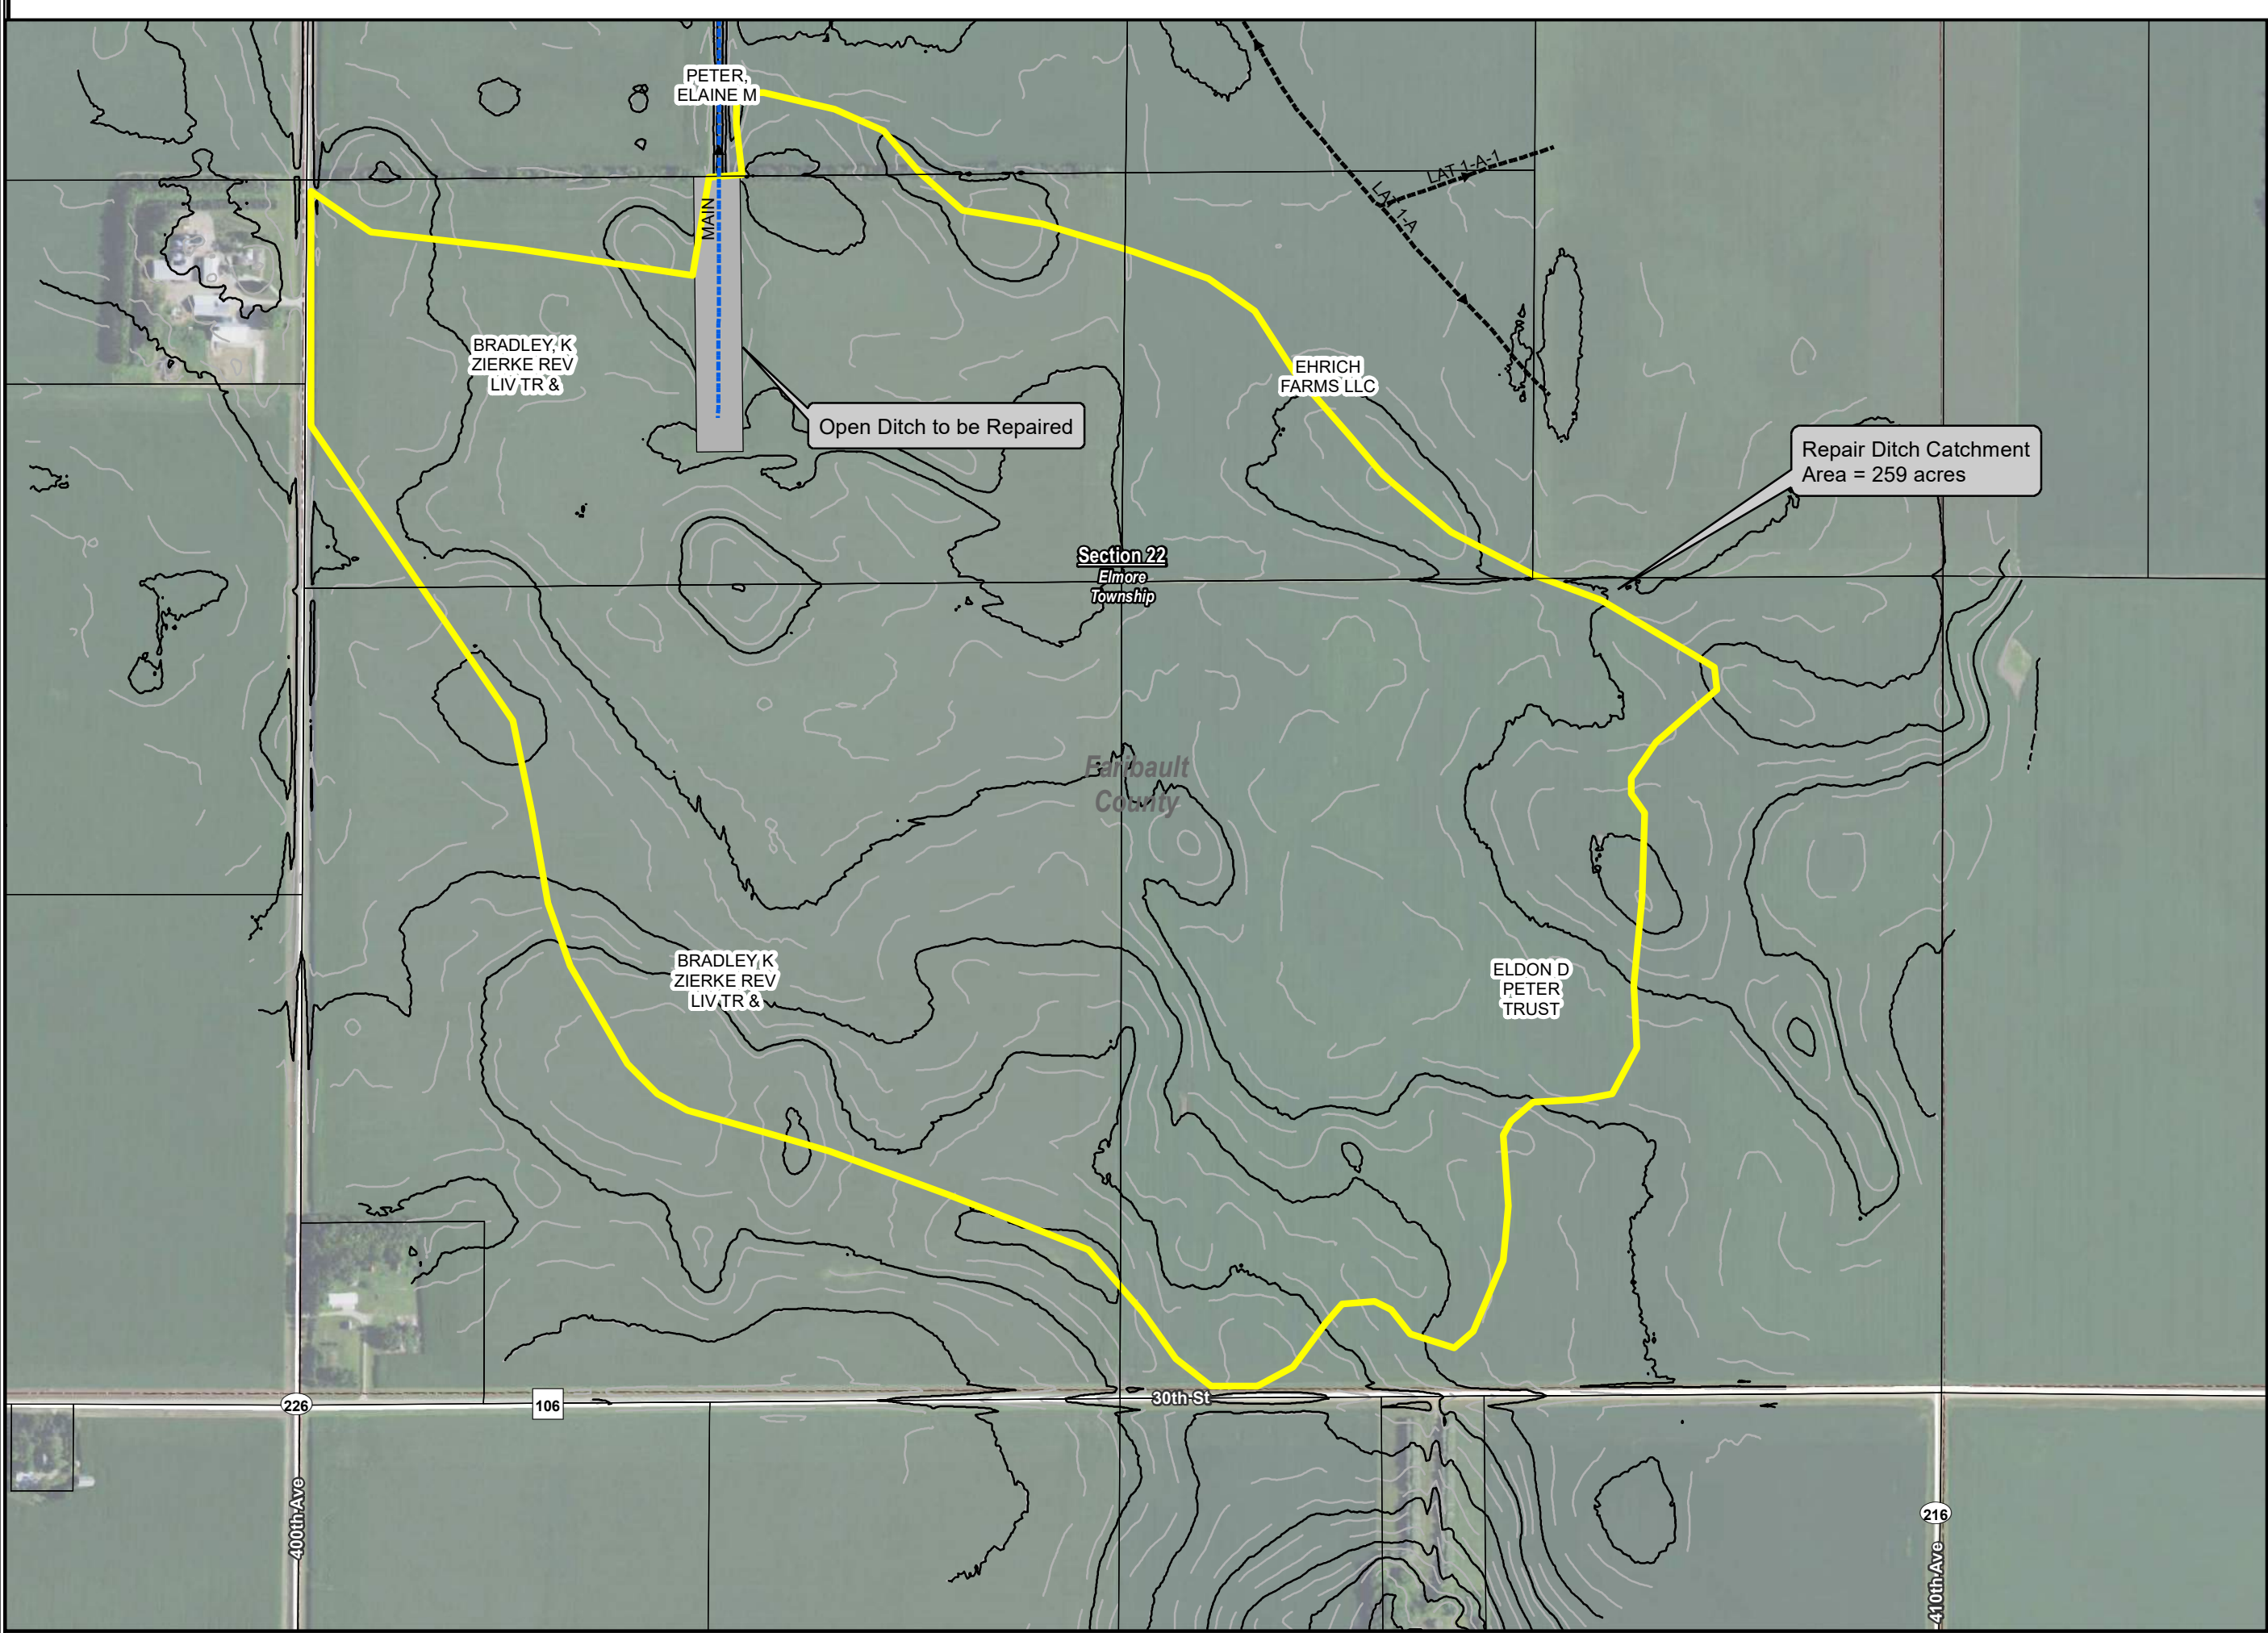 PETER,
ELAINE M
LAT 1-A-1
LAT 1-A
MAIN
BRADLEY, K
ZIERKE REV
LIV TR &
EHRICH
FARMS LLC
Open Ditch to be Repaired
Repair Ditch Catchment
Area = 259 acres
Section 22
Elmore
Township
Faribault
County
BRADLEY K
ZIERKE REV
LIV TR &
ELDON D
PETER
TRUST
30th St
226
106
400th Ave
216
410th Ave